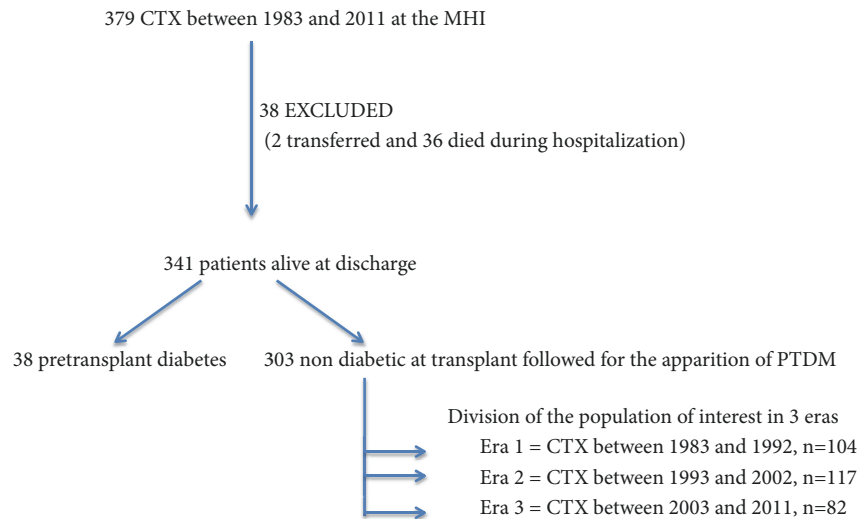 379 CTX between 1983 and 2011 at the MHI
38 EXCLUDED
(2 transferred and 36 died during hospitalization)
341 patients alive at discharge
38 pretransplant diabetes
303 non diabetic at transplant followed for the apparition of PTDM
Division of the population of interest in 3 eras
Era 1 = CTX between 1983 and 1992, n=104
Era 2 = CTX between 1993 and 2002, n=117
Era 3 = CTX between 2003 and 2011, n=82